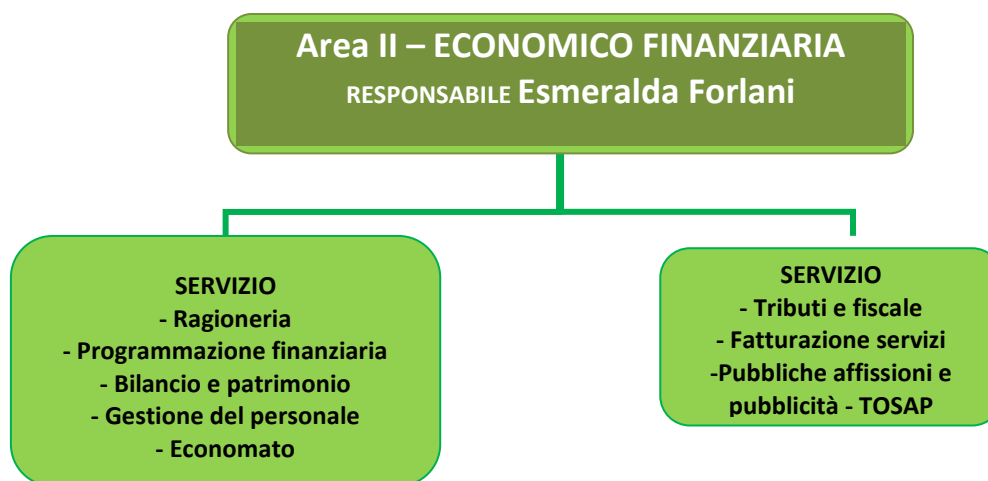 Area II – ECONOMICO FINANZIARIA
RESPONSABILE Esmeralda Forlani
SERVIZIO
- Ragioneria
- Programmazione finanziaria
- Bilancio e patrimonio
- Gestione del personale
- Economato
SERVIZIO
- Tributi e fiscale
- Fatturazione servizi
-Pubbliche affissioni e
pubblicità - TOSAP